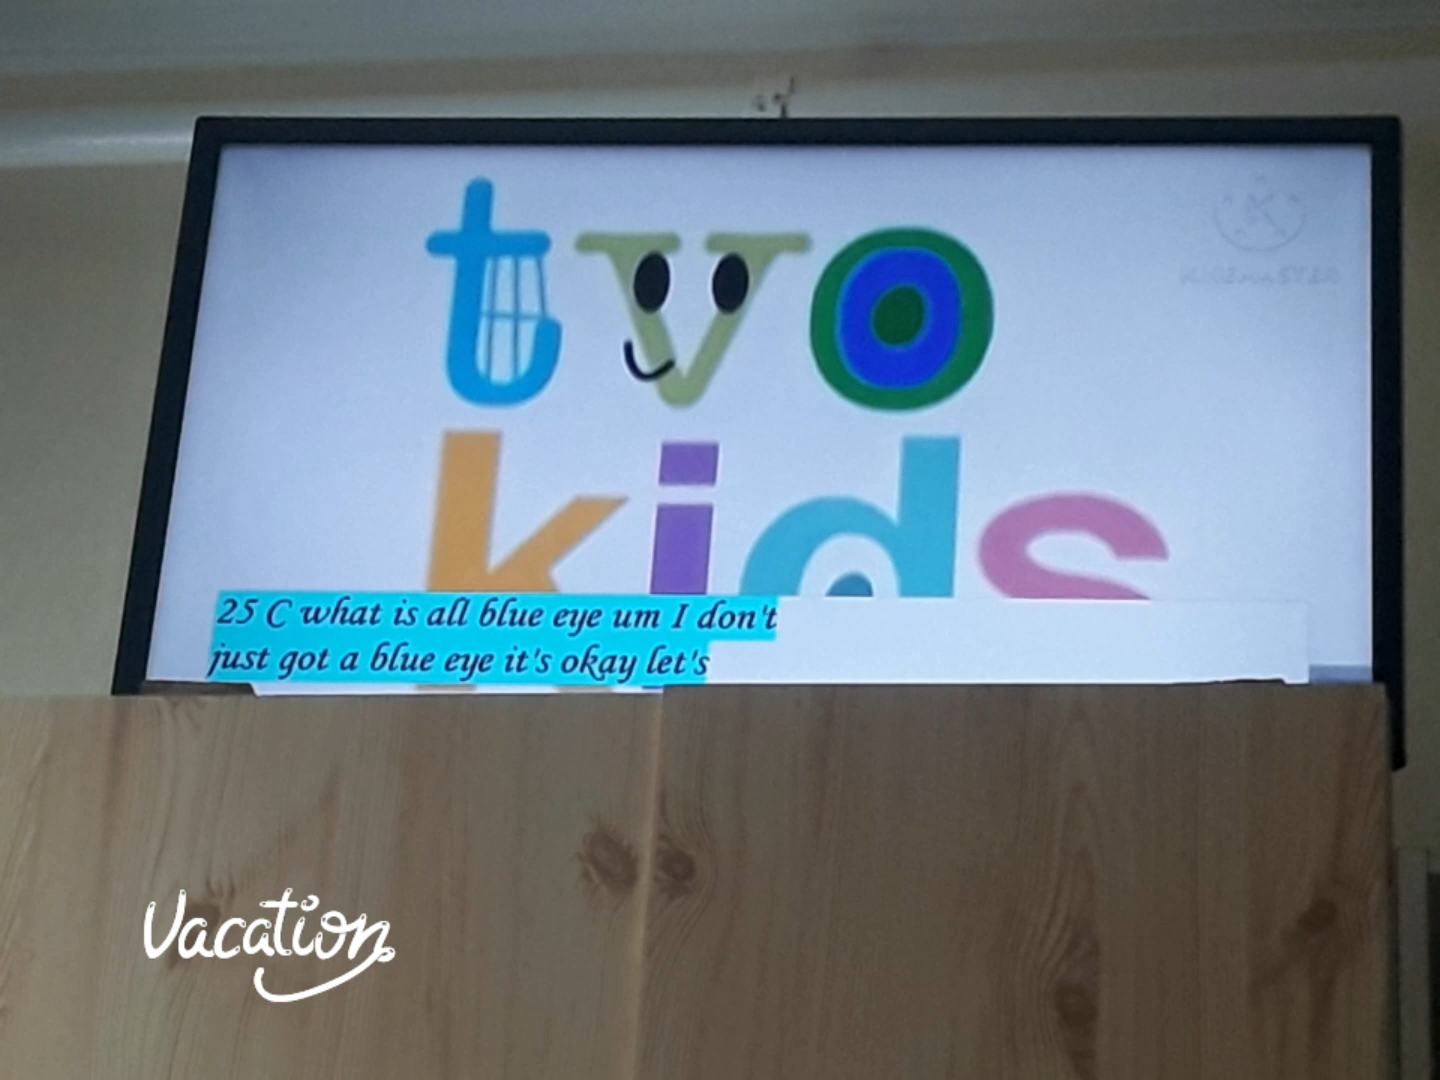 tvo
kids
25 C what is all blue eye um I don't
just got a blue eye it's okay let's
Vacation